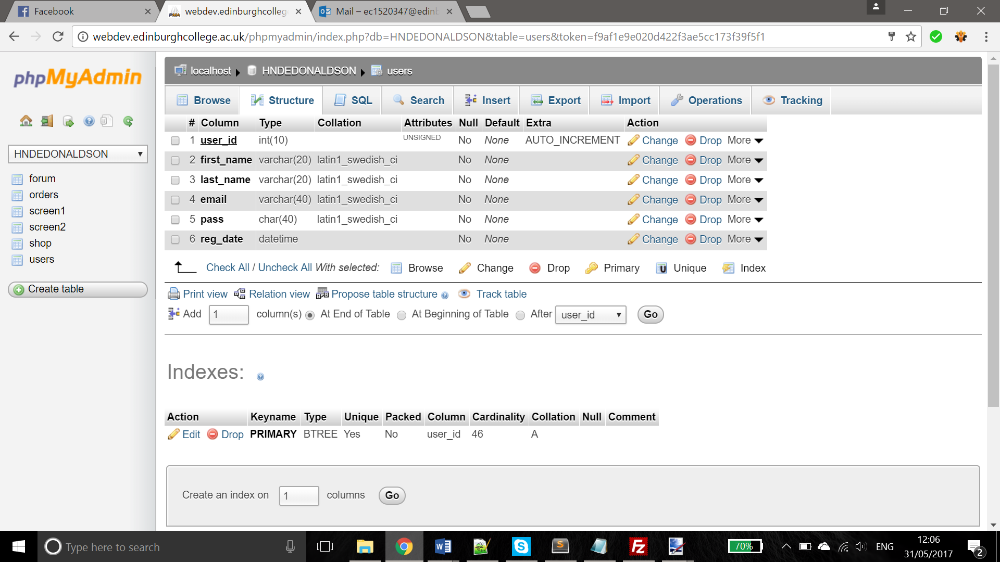 Facebook
webdev.edinburghcolleg
Mail – ec1520347@edinb
webdev.edinburghcollege.ac.uk/phpmyadmin/index.php?db=HNDEDONALDSON&table=users&token=f9af1e9e020d422f3ae5cc173f39f5f1
phpMyAdmin
localhost HNDEDONALDSON users
Browse Structure SQL Search Insert Export Import Operations Tracking
HNDEDONALDSON
forum
orders
screen1
screen2
shop
users
Create table
# Column Type Collation Attributes Null Default Extra Action
1 user_id int(10) UNSIGNED No None AUTO_INCREMENT Change Drop More
2 first_name varchar(20) latin1_swedish_ci No None Change Drop More
3 last_name varchar(20) latin1_swedish_ci No None Change Drop More
4 email varchar(40) latin1_swedish_ci No None Change Drop More
5 pass char(40) latin1_swedish_ci No None Change Drop More
6 reg_date datetime No None Change Drop More
Check All / Uncheck All With selected: Browse Change Drop Primary Unique Index
Print view Relation view Propose table structure Track table
Add 1 column(s) At End of Table At Beginning of Table After user_id Go
Indexes:
Action Keyname Type Unique Packed Column Cardinality Collation Null Comment
Edit Drop PRIMARY BTREE Yes No user_id 46 A
Create an index on 1 columns Go
Type here to search
70%
ENG
12:06
31/05/2017
2